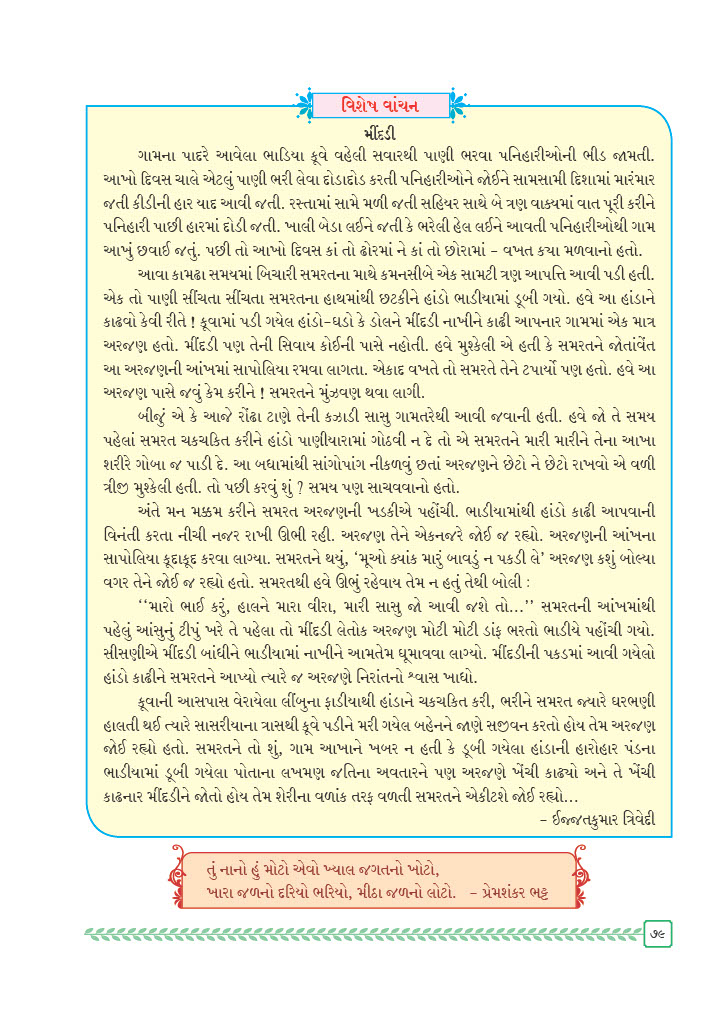 વિશેષ વાંચન
મીંદડી
ગામના પાદરે આવેલા ભાડિયા કૂવે વહેલી સવારથી પાણી ભરવા પનિહારીઓની ભીડ જામતી.
આખો દિવસ ચાલે એટલું પાણી ભરી લેવા દોડાદોડ કરતી પનિહારીઓને જોઈને સામસામી દિશામાં મારંમાર
જતી કીડીની હાર યાદ આવી જતી. રસ્તામાં સામે મળી જતી સહિયર સાથે બે ત્રણ વાક્યમાં વાત પૂરી કરીને
પનિહારી પાછી હારમાં દોડી જતી. ખાલી બેડા લઈને જતી કે ભરેલી હેલ લઈને આવતી પનિહારીઓથી ગામ
આખું છવાઈ જતું. પછી તો આખો દિવસ કાં તો ઢોરમાં ને કાં તો છોરામાં – વખત ક્યા મળવાનો હતો.
આવા કામઢા સમયમાં બિચારી સમરતના માથે કમનસીબે એક સામટી ત્રણ આપત્તિ આવી પડી હતી.
એક તો પાણી સીંચતા સીંચતા સમરતના હાથમાંથી છટકીને હાંડો ભાડીયામાં ડૂબી ગયો. હવે આ હાંડાને
કાઢવો કેવી રીતે ! કૂવામાં પડી ગયેલ હાંડો-ઘડો કે ડોલને મીંદડી નાખીને કાઢી આપનાર ગામમાં એક માત્ર
અરજણ હતો. મીંદડી પણ તેની સિવાય કોઈની પાસે નહોતી. હવે મુશ્કેલી એ હતી કે સમરતને જોતાંવેંત
આ અરજણની આંખમાં સાપોલિયા રમવા લાગતા. એકાદ વખતે તો સમરતે તેને ટપાર્યો પણ હતો. હવે આ
અરજણ પાસે જવું કેમ કરીને ! સમરતને મુંઝવણ થવા લાગી.
બીજું એ કે આજે રોંઢા ટાણે તેની કઝાડી સાસુ ગામતરેથી આવી જવાની હતી. હવે જો તે સમય
પહેલાં સમરત ચકચકિત કરીને હાંડો પાણીયારામાં ગોઠવી ન દે તો એ સમરતને મારી મારીને તેના આખા
શરીરે ગોબા જ પાડી દે. આ બધામાંથી સાંગોપાંગ નીકળવું છતાં અરજણને છેટો ને છેટો રાખવો એ વળી
ત્રીજી મુશ્કેલી હતી. તો પછી કરવું શું ? સમય પણ સાચવવાનો હતો.
અંતે મન મક્કમ કરીને સમરત અરજણની ખડકીએ પહોંચી. ભાડીયામાંથી હાંડો કાઢી આપવાની
વિનંતી કરતા નીચી નજર રાખી ઊભી રહી. અરજણ તેને એકનજરે જોઈ જ રહ્યો. અરજણની આંખના
સાપોલિયા કૂદાકૂદ કરવા લાગ્યા. સમરતને થયું, ‘મૂઓ ક્યાંક મારું બાવડું ન પકડી લે’ અરજણ કશું બોલ્યા
વગર તેને જોઈ જ રહ્યો હતો. સમરતથી હવે ઊભું રહેવાય તેમ ન હતું તેથી બોલી :
‘‘મારો ભાઈ કરું, હાલને મારા વીરા, મારી સાસુ જો આવી જશે તો...’’ સમરતની આંખમાંથી
પહેલું આંસુનું ટીપું ખરે તે પહેલા તો મીંદડી લેતોક અરજણ મોટી મોટી ડાંફ ભરતો ભાડીયે પહોંચી ગયો.
સીસણીએ મીંદડી બાંધીને ભાડીયામાં નાખીને આમતેમ ઘૂમાવવા લાગ્યો. મીંદડીની પકડમાં આવી ગયેલો
હાંડો કાઢીને સમરતને આપ્યો ત્યારે જ અરજણે નિરાંતનો શ્વાસ ખાધો.
કૂવાની આસપાસ વેરાયેલા લીંબુના ફાડીયાથી હાંડાને ચકચકિત કરી, ભરીને સમરત જ્યારે ઘરભણી
હાલતી થઈ ત્યારે સાસરીયાના ત્રાસથી કૂવે પડીને મરી ગયેલ બહેનને જાણે સજીવન કરતો હોય તેમ અરજણ
જોઈ રહ્યો હતો. સમરતને તો શું, ગામ આખાને ખબર ન હતી કે ડૂબી ગયેલા હાંડાની હારોહાર પંડના
ભાડીયામાં ડૂબી ગયેલા પોતાના લખમણ જતિના અવતારને પણ અરજણે ખેંચી કાઢ્યો અને તે ખેંચી
કાઢનાર મીંદડીને જોતો હોય તેમ શેરીના વળાંક તરફ વળતી સમરતને એકીટશે જોઈ રહ્યો...
– ઈજ્જતકુમાર ત્રિવેદી
તું નાનો હું મોટો એવો ખ્યાલ જગતનો ખોટો,
ખારા જળનો દરિયો ભરિયો, મીઠા જળનો લોટો. – પ્રેમશંકર ભટ્ટ
૭૯